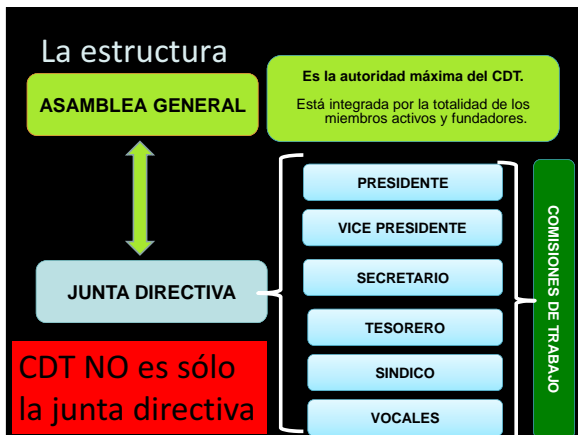 La estructura
ASAMBLEA GENERAL
Es la autoridad máxima del CDT.
Está integrada por la totalidad de los
miembros activos y fundadores.
JUNTA DIRECTIVA
PRESIDENTE
VICE PRESIDENTE
SECRETARIO
TESORERO
SINDICO
VOCALES
COMISIONES DE TRABAJO
CDT NO es sólo
la junta directiva